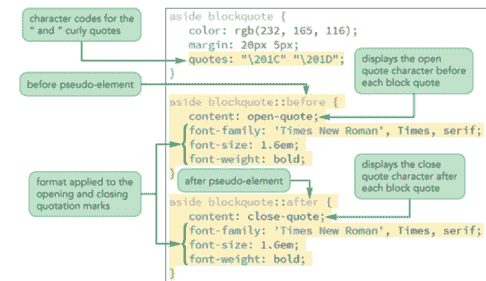 character codes for the
" and " curly quotes
aside blockquote {
color: rgb(232, 165, 116);
margin: 20px 5px;
quotes: "\201C" "\201D";
}
displays the open
quote character before
each block quote
before pseudo-element
aside blockquote::before {
content: open-quote;
font-family: 'Times New Roman', Times, serif;
font-size: 1.6em;
font-weight: bold;
}
format applied to the
opening and closing
quotation marks
after pseudo-element
displays the close
quote character after
each block quote
aside blockquote::after {
content: close-quote;
font-family: 'Times New Roman', Times, serif;
font-size: 1.6em;
font-weight: bold;
}